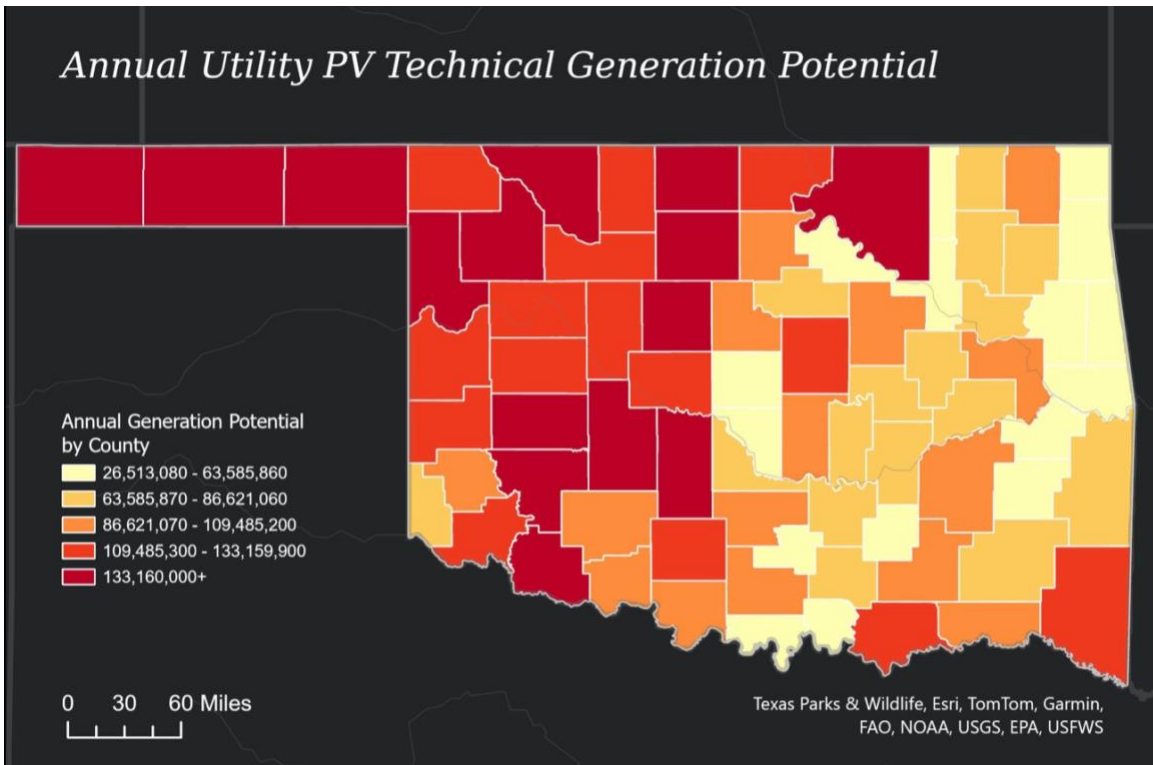 Annual Utility PV Technical Generation Potential
Annual Generation Potential
by County
26,513,080 - 63,585,860
63,585,870 - 86,621,060
86,621,070 - 109,485,200
109,485,300 - 133,159,900
133,160,000+
0 30 60 Miles
Texas Parks & Wildlife, Esri, TomTom, Garmin,
FAO, NOAA, USGS, EPA, USFWS